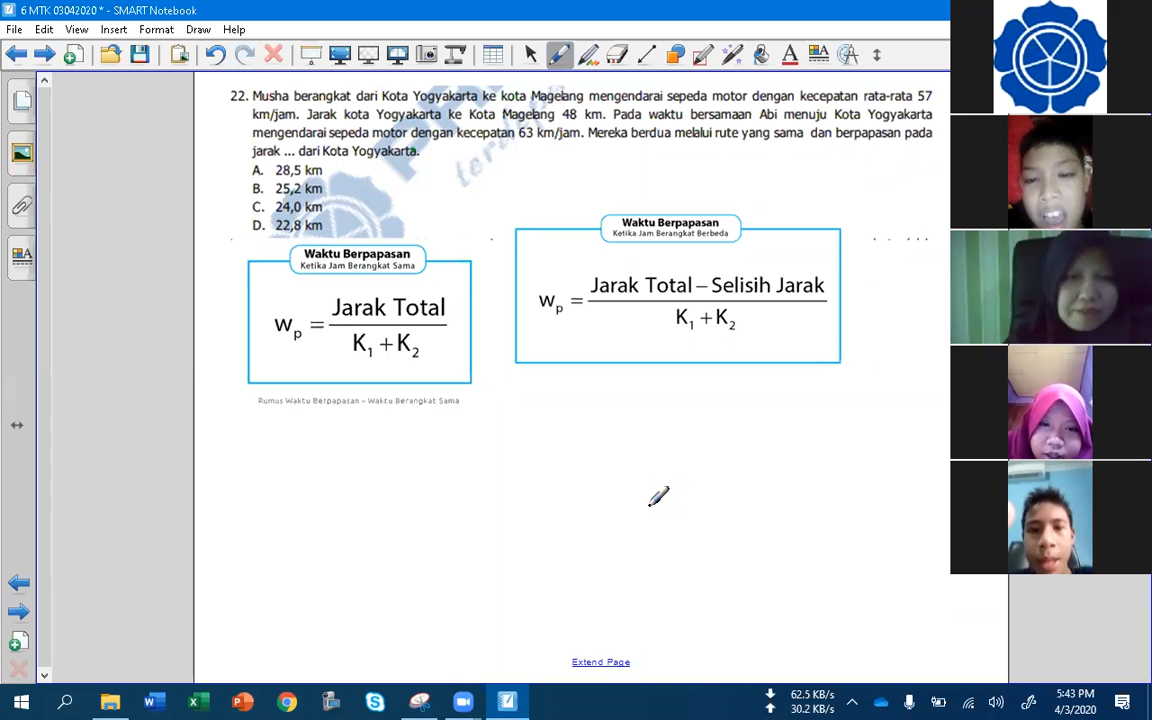 6 MTK 03042020 * - SMART Notebook
File Edit View Insert Format Draw Help
22. Musha berangkat dari Kota Yogyakarta ke kota Magelang mengendarai sepeda motor dengan kecepatan rata-rata 57
km/jam. Jarak kota Yogyakarta ke Kota Magelang 48 km. Pada waktu bersamaan Abi menuju Kota Yogyakarta
mengendarai sepeda motor dengan kecepatan 63 km/jam. Mereka berdua melalui rute yang sama dan berpapasan pada
jarak ... dari Kota Yogyakarta.
A. 28,5 km
B. 25,2 km
C. 24,0 km
D. 22,8 km
Waktu Berpapasan
Ketika Jam Berangkat Sama
wp = Jarak Total
K1 + K2
Rumus Waktu Berpapasan – Waktu Berangkat Sama
Waktu Berpapasan
Ketika Jam Berangkat Berbeda
wp = Jarak Total – Selisih Jarak
K1 + K2
Extend Page
62.5 KB/s
30.2 KB/s
5:43 PM
4/3/2020